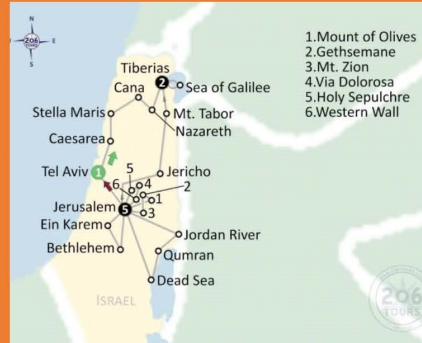 N
W
206
TOURS
E
S
1.Mount of Olives
2.Gethsemane
3.Mt. Zion
4.Via Dolorosa
5.Holy Sepulchre
6.Western Wall
Tiberias
2
Cana
Sea of Galilee
Stella Maris
Mt. Tabor
Nazareth
Caesarea
Tel Aviv
1
Jericho
5
4
6
2
1
3
Jerusalem
5
Ein Karem
Jordan River
Bethlehem
Qumran
Dead Sea
ISRAEL
206
TOURS